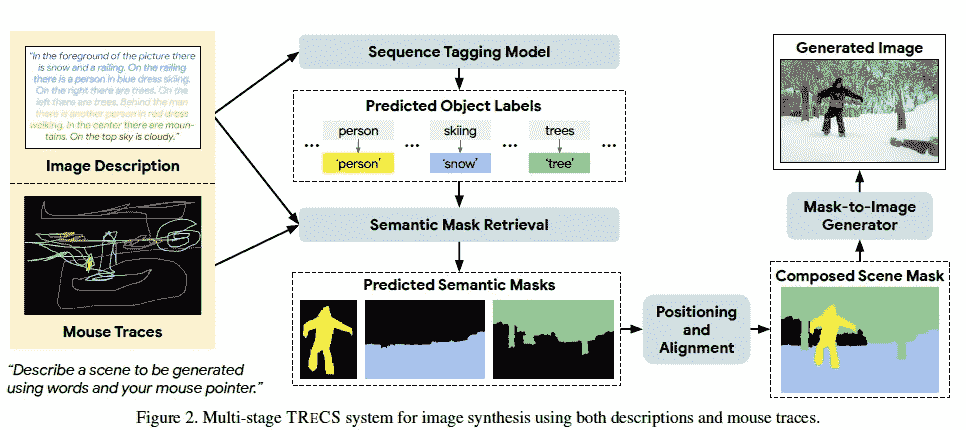 "In the foreground of the picture there
is snow and a railing. On the railing
there is a person in blue dress skiing.
On the right there are trees. On the
left there are trees. Behind the man
there is another person in red dress
walking. In the center there are moun-
tains. On the top sky is cloudy."
Image Description
Mouse Traces
"Describe a scene to be generated
using words and your mouse pointer."
Sequence Tagging Model
Predicted Object Labels
... person ... skiing ... trees ...
'person' 'snow' 'tree'
Semantic Mask Retrieval
Predicted Semantic Masks
Positioning
and
Alignment
Generated Image
Mask-to-Image
Generator
Composed Scene Mask
Figure 2. Multi-stage TRECS system for image synthesis using both descriptions and mouse traces.